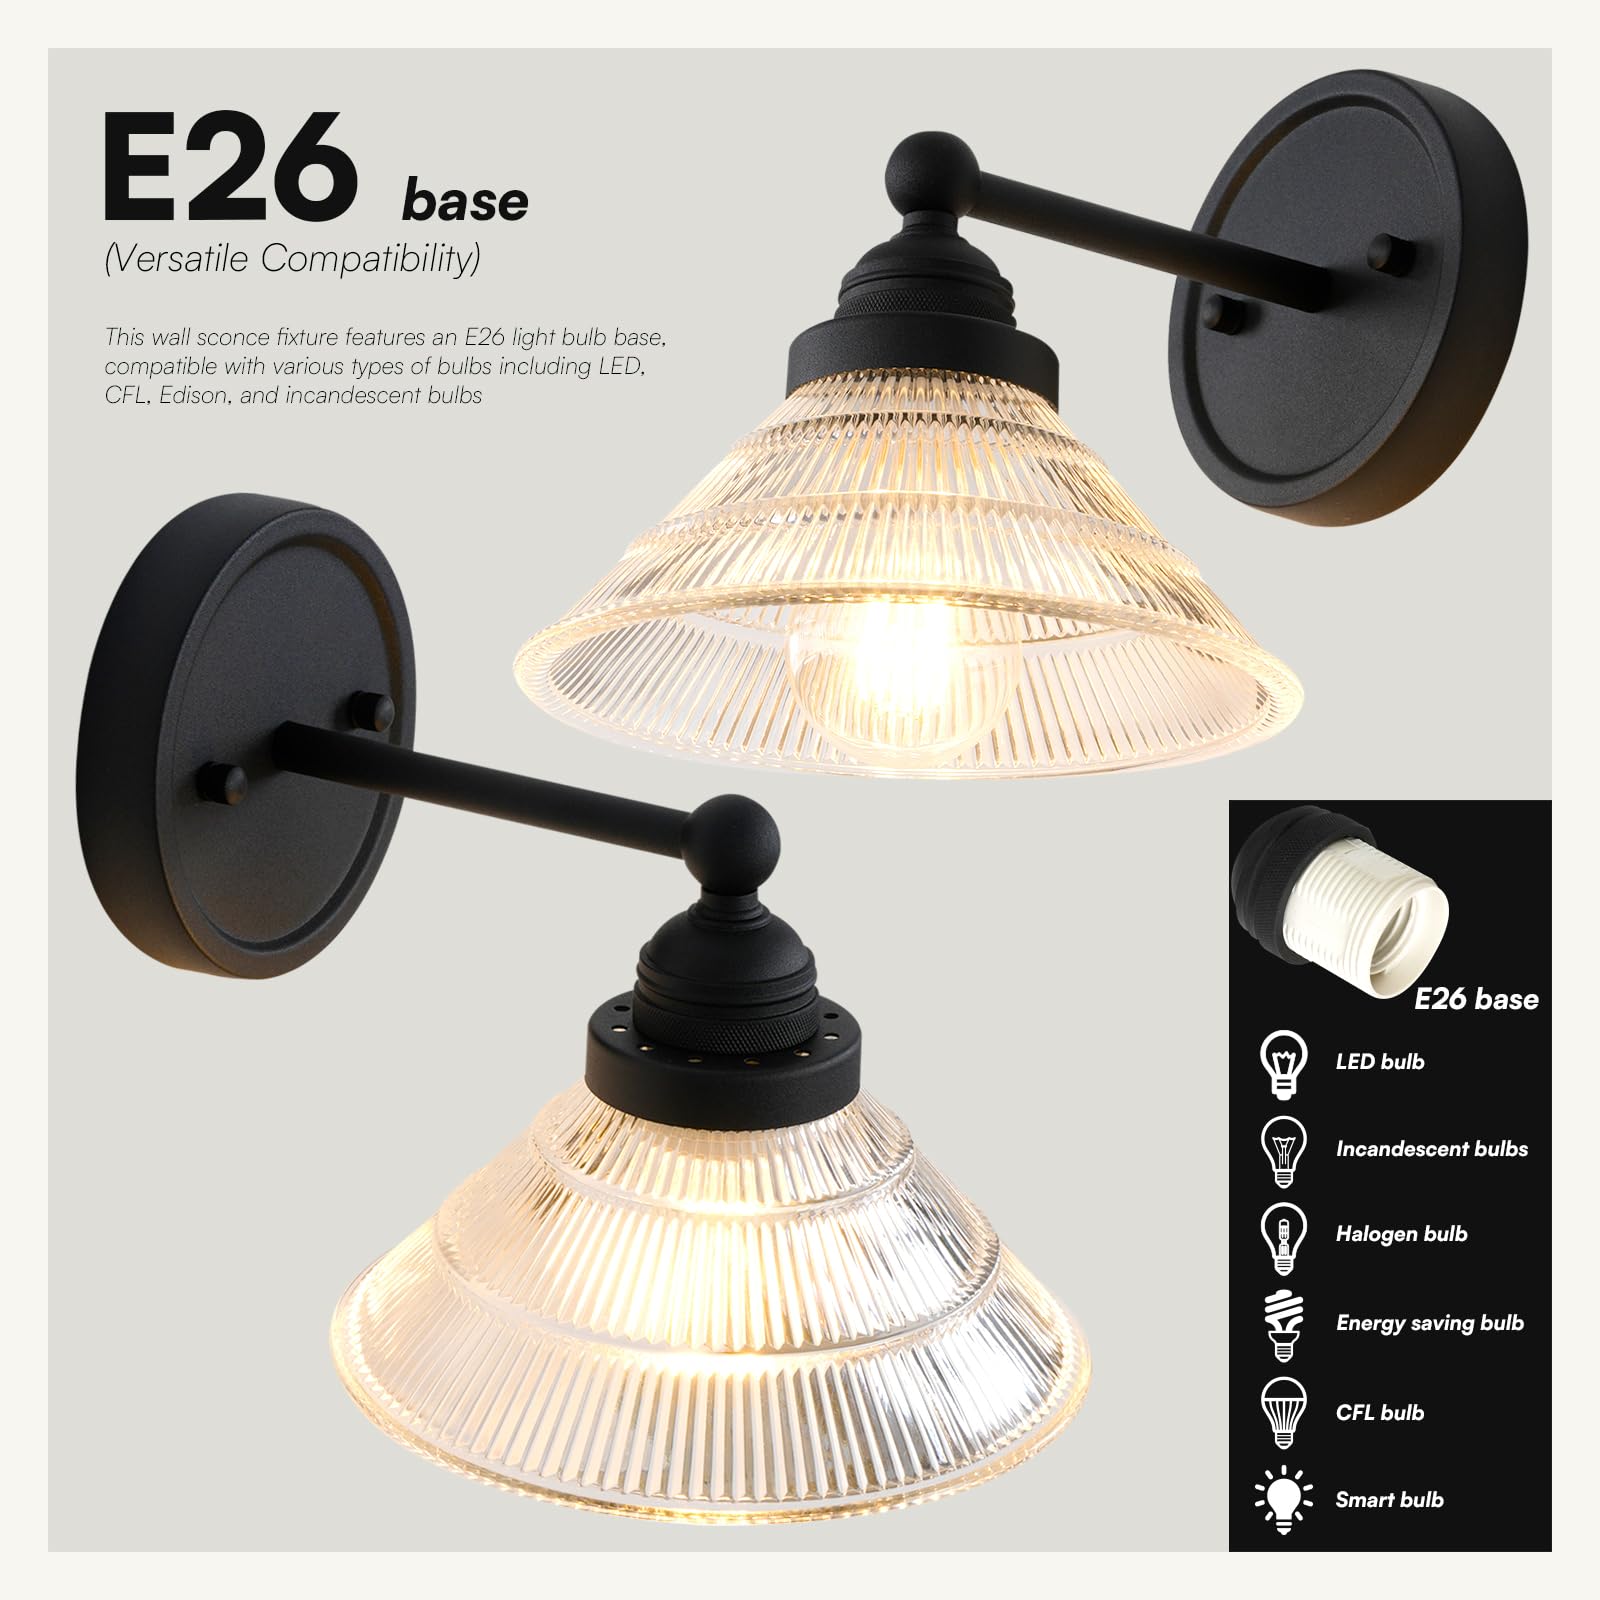 E26 base
(Versatile Compatibility)
This wall sconce fixture features an E26 light bulb base,
compatible with various types of bulbs including LED,
CFL, Edison, and incandescent bulbs
E26 base
LED bulb
Incandescent bulbs
Halogen bulb
Energy saving bulb
CFL bulb
Smart bulb